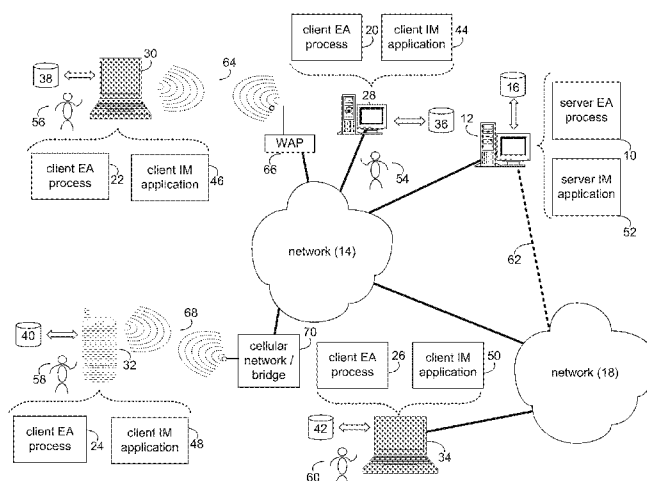 30
38
56
64
client EA
process
22
client IM
application
46
WAP
66
client EA
process
20
client IM
application
44
28
36
54
12
16
server EA
process
10
server IM
application
52
network (14)
62
40
58
32
68
cellular
network /
bridge
70
client EA
process
24
client IM
application
48
client EA
process
26
client IM
application
50
42
60
34
network (18)